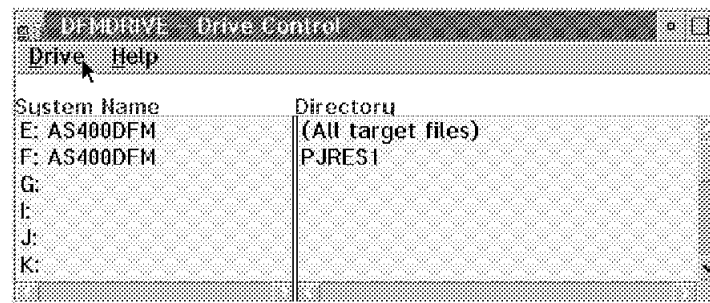 DFMDRIVE - Drive Control
Drive Help
System Name Directory
E: AS400DFM (All target files)
F: AS400DFM PJRES1
G:
I:
J:
K: